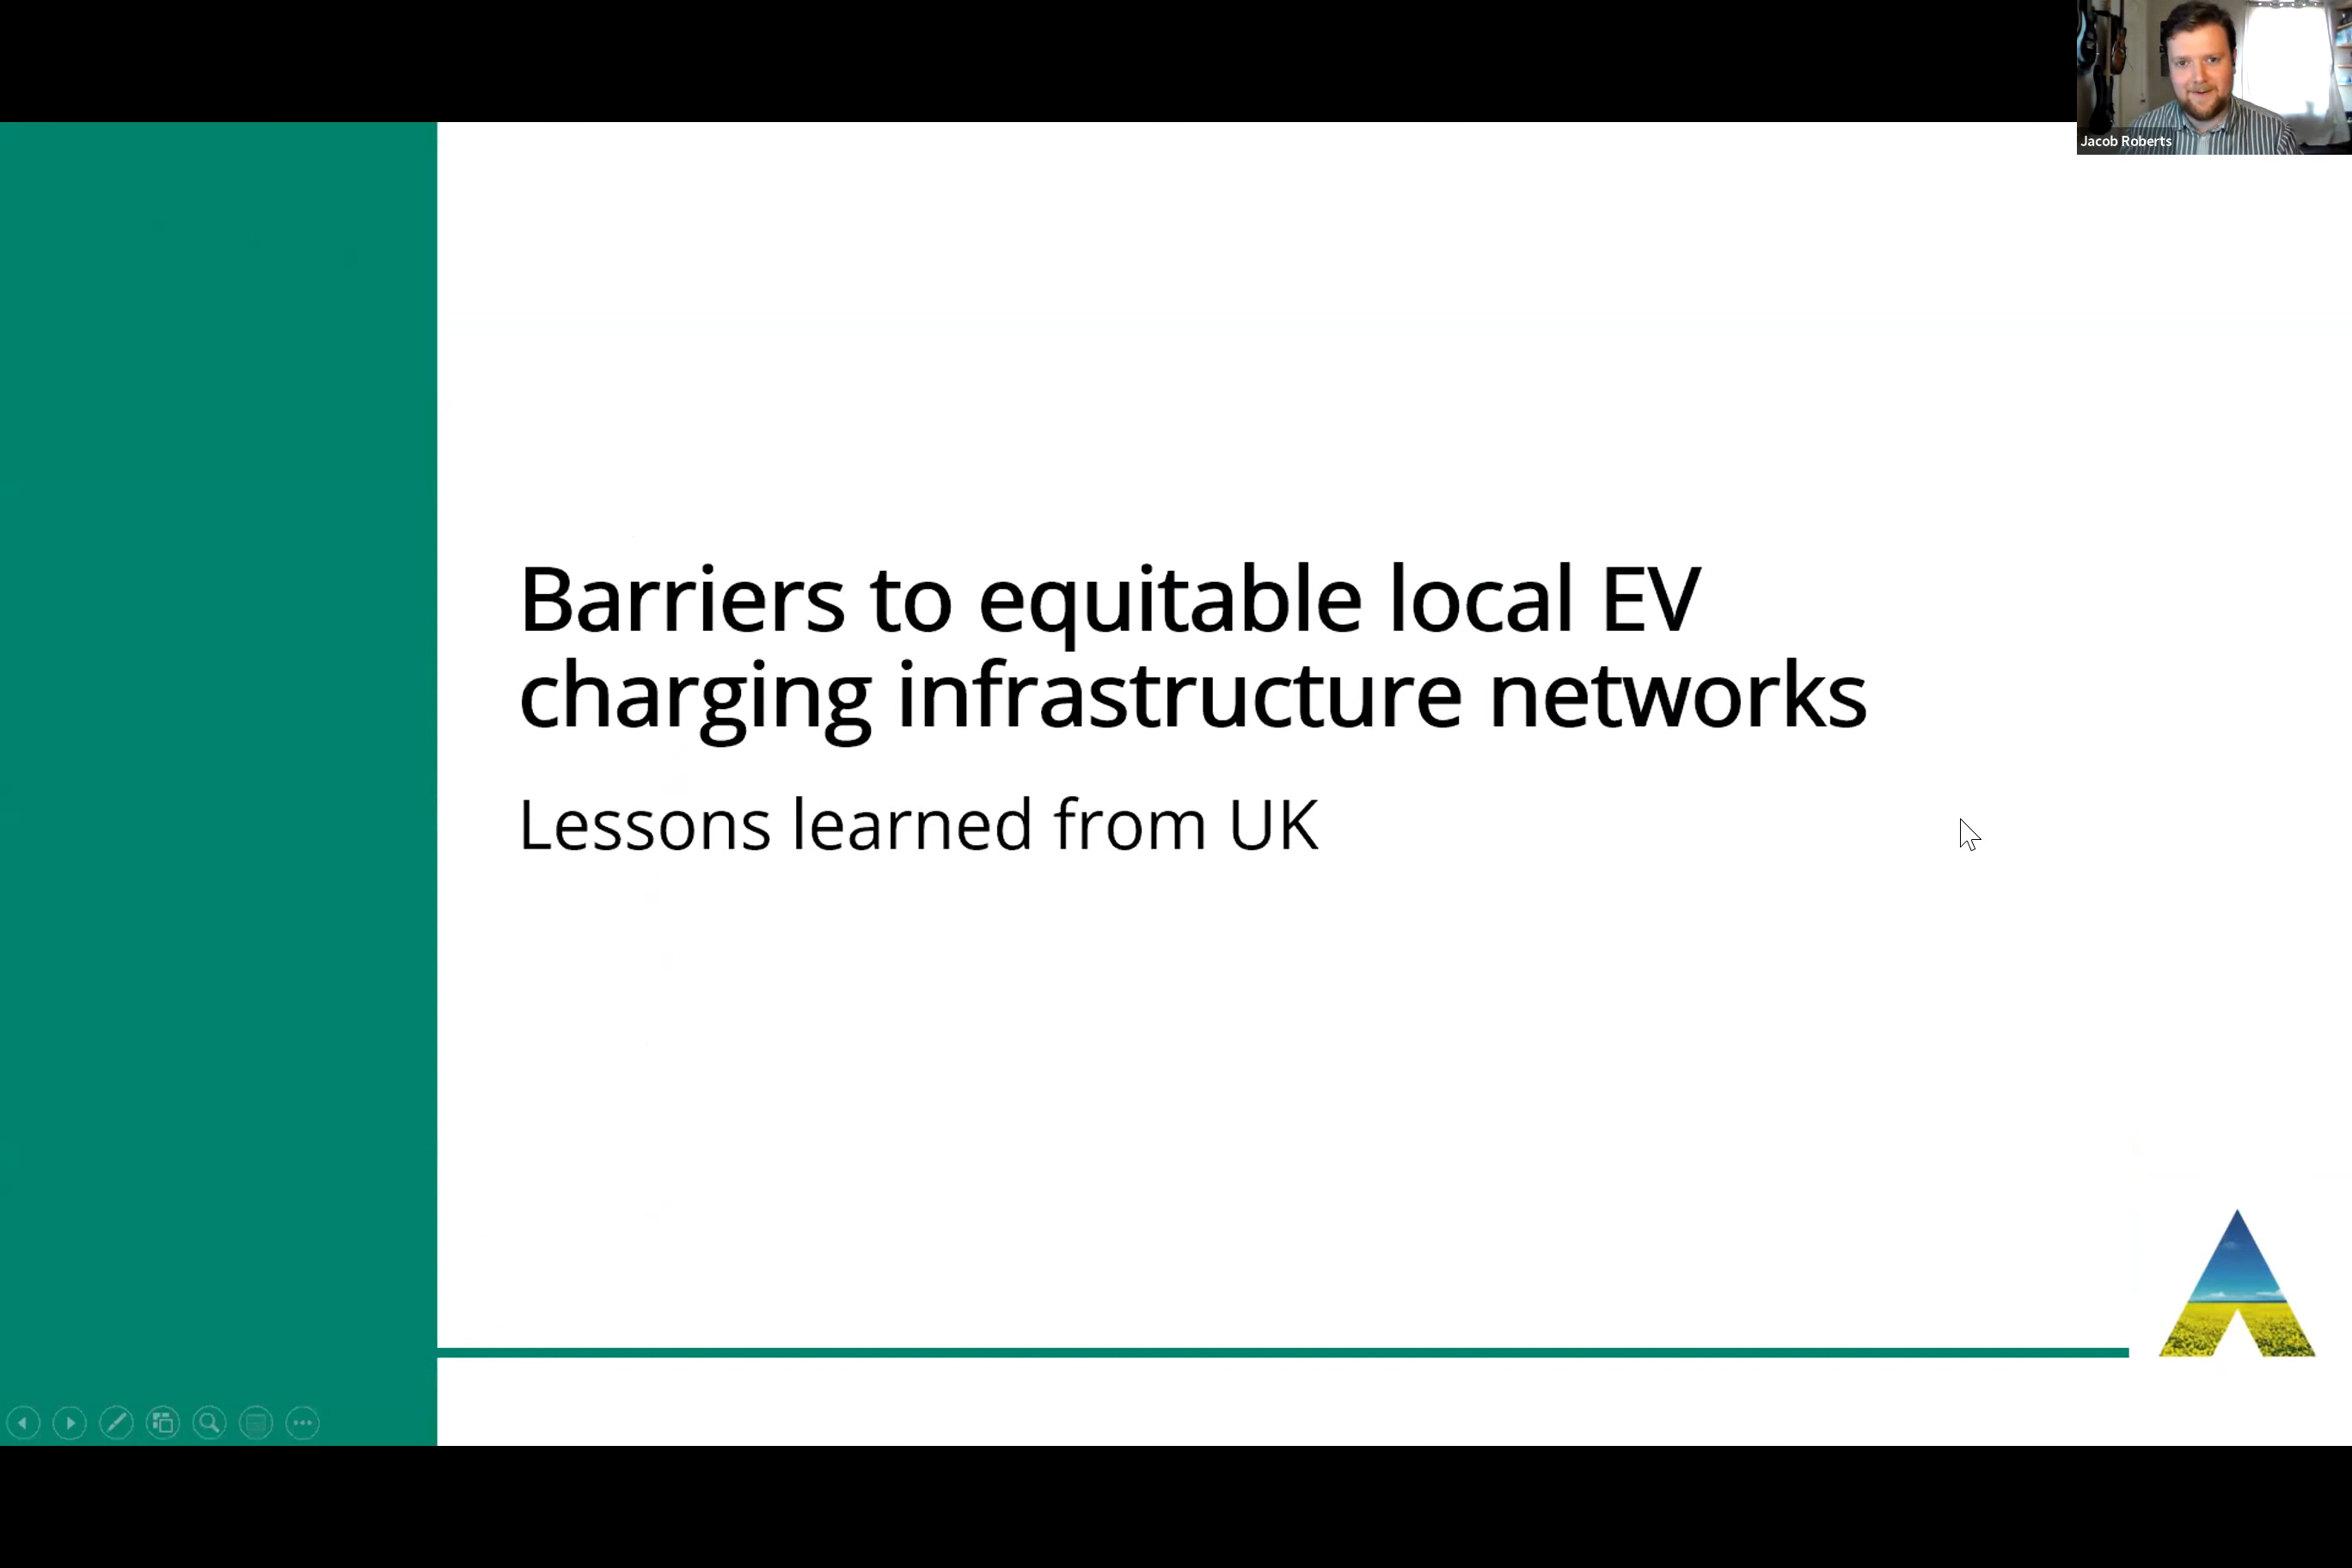 Jacob Roberts
Barriers to equitable local EV
charging infrastructure networks
Lessons learned from UK